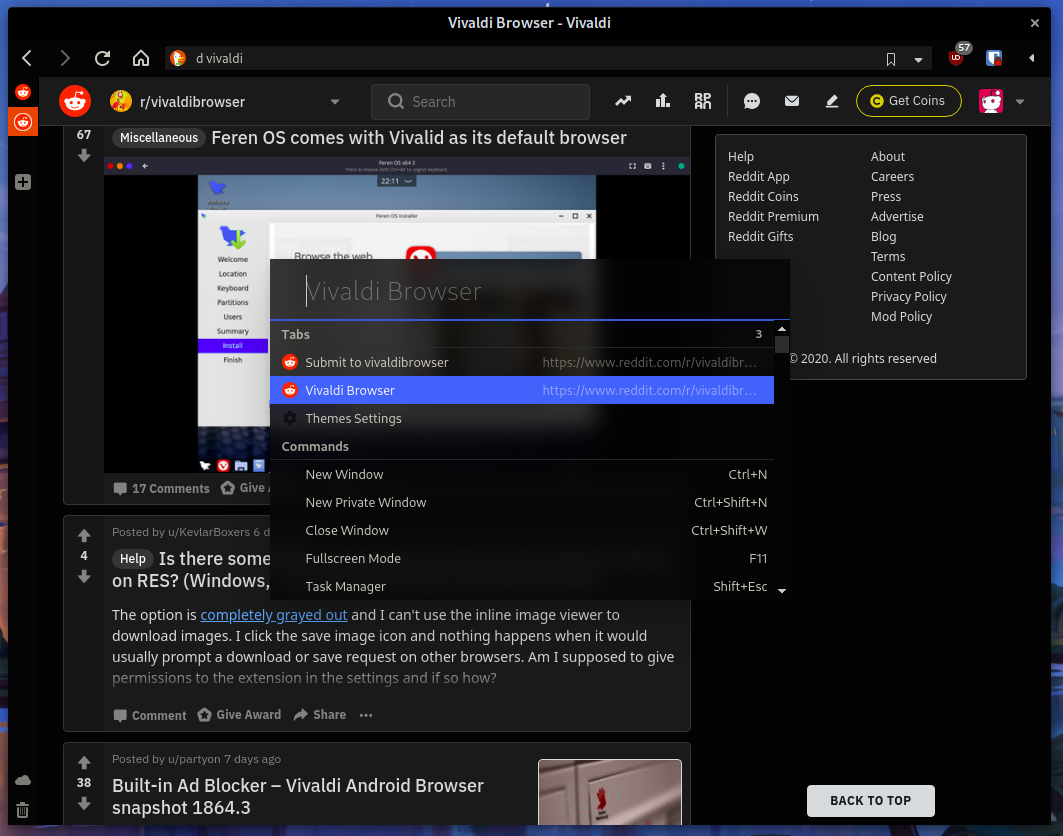 Vivaldi Browser - Vivaldi
d vivaldi
57
r/vivaldibrowser
Search
Get Coins
67
Miscellaneous Feren OS comes with Vivalid as its default browser
Feren OS x64 3
22:11
Feren OS Installer
Welcome
Location
Keyboard
Partitions
Users
Summary
Install
Finish
Browse the web
Help
Reddit App
Reddit Coins
Reddit Premium
Reddit Gifts
About
Careers
Press
Advertise
Blog
Terms
Content Policy
Privacy Policy
Mod Policy
© 2020. All rights reserved
Vivaldi Browser
Tabs 3
Submit to vivaldibrowser https://www.reddit.com/r/vivaldibr...
Vivaldi Browser https://www.reddit.com/r/vivaldibr...
Themes Settings
Commands
New Window Ctrl+N
New Private Window Ctrl+Shift+N
Close Window Ctrl+Shift+W
Fullscreen Mode F11
Task Manager Shift+Esc
17 Comments Give
Posted by u/KevlarBoxers 6 d
4
Help Is there some
on RES? (Windows,
The option is completely grayed out and I can't use the inline image viewer to
download images. I click the save image icon and nothing happens when it would
usually prompt a download or save request on other browsers. Am I supposed to give
permissions to the extension in the settings and if so how?
Comment Give Award Share ...
Posted by u/partyon 7 days ago
38
Built-in Ad Blocker – Vivaldi Android Browser
snapshot 1864.3
BACK TO TOP